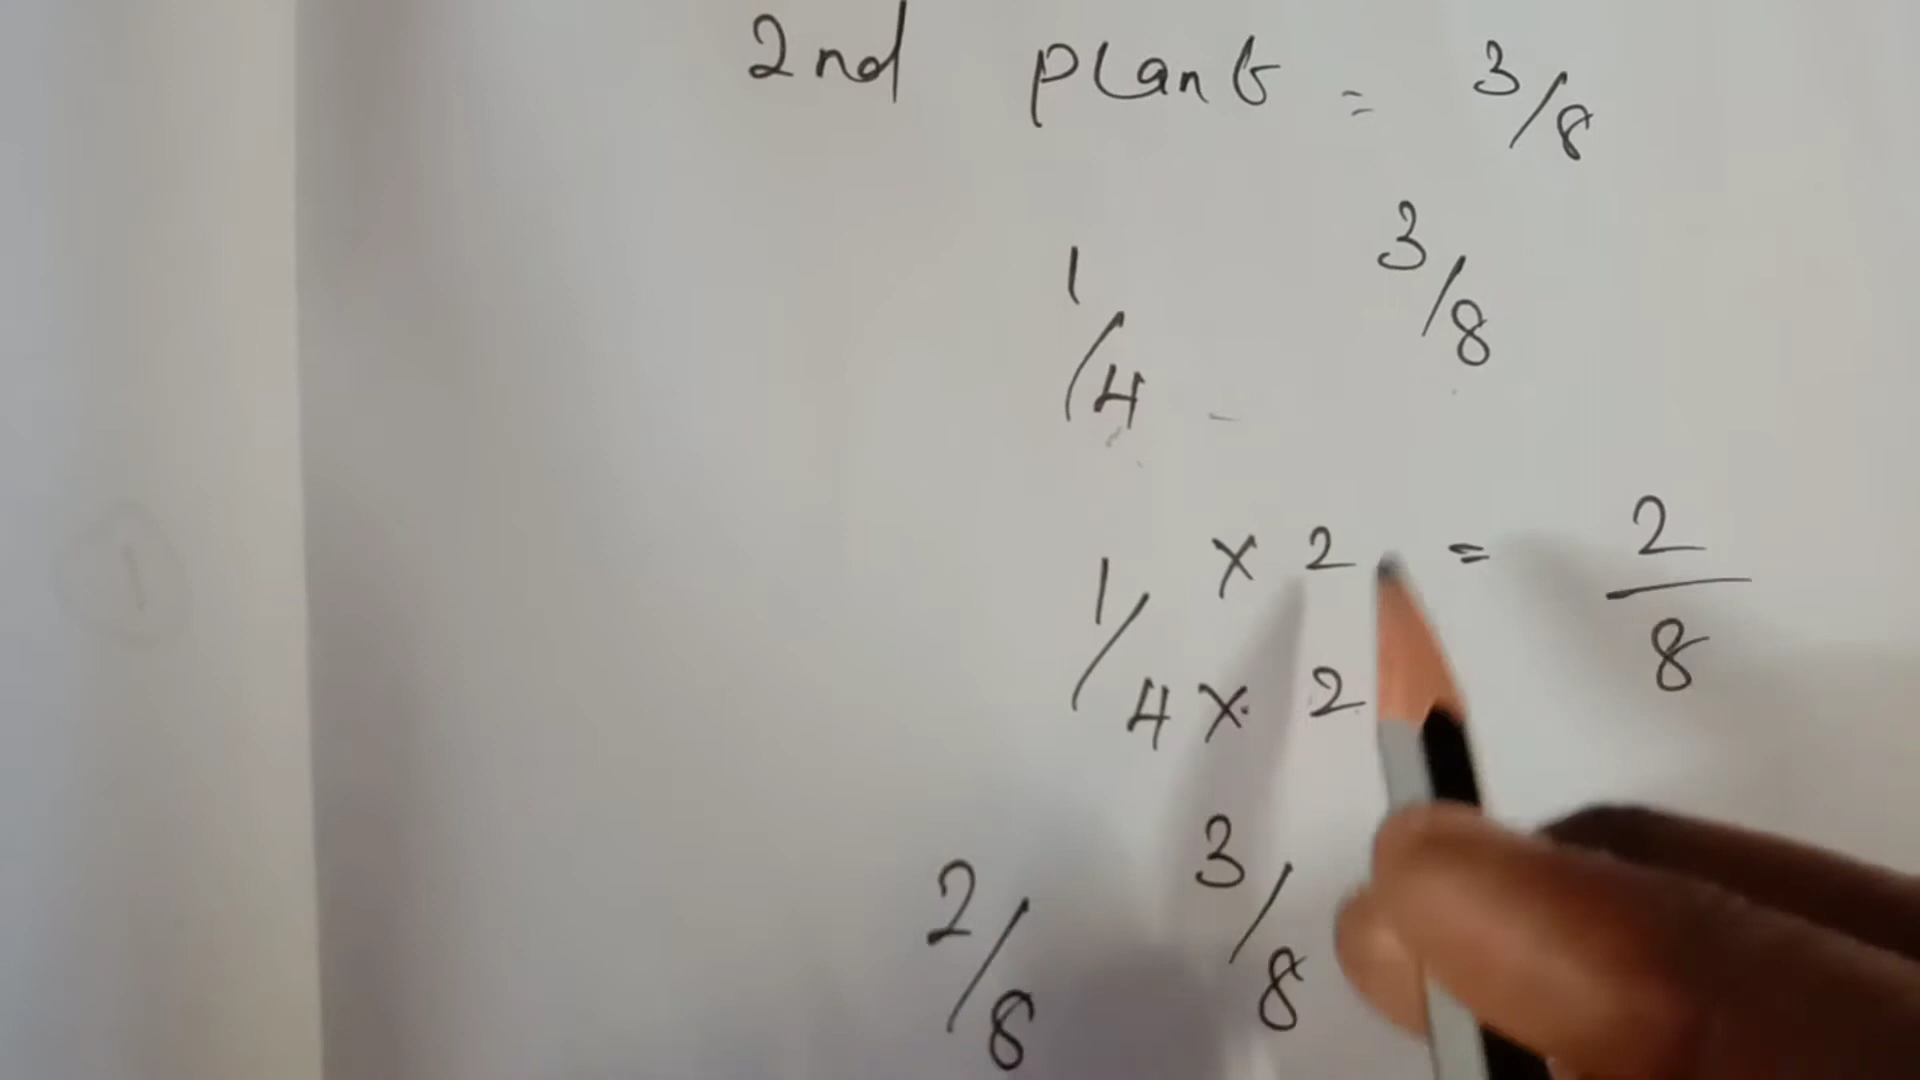 2nd plant = 3/8
1/4 3/8
1/4 × 2 = 2/8
× 2
2/8 3/8